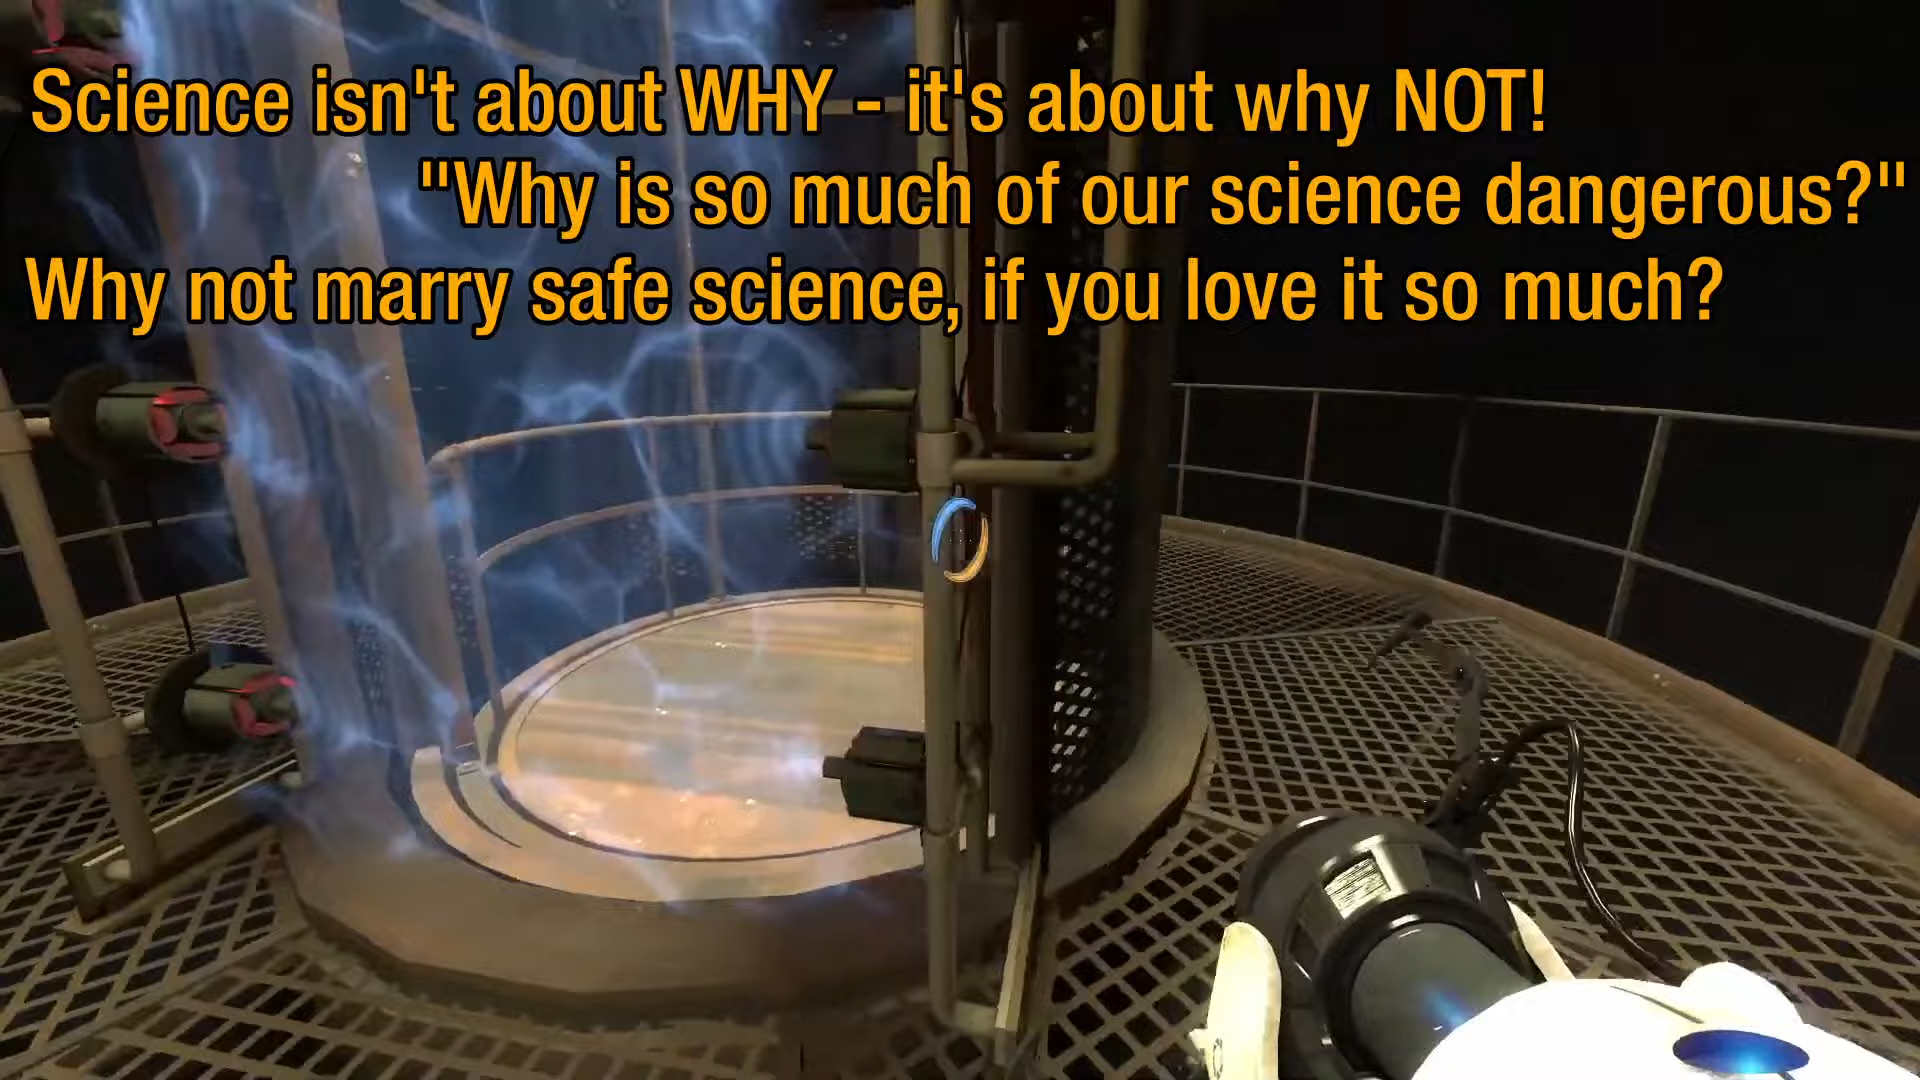 Science isn't about WHY - it's about why NOT!
"Why is so much of our science dangerous?"
Why not marry safe science, if you love it so much?